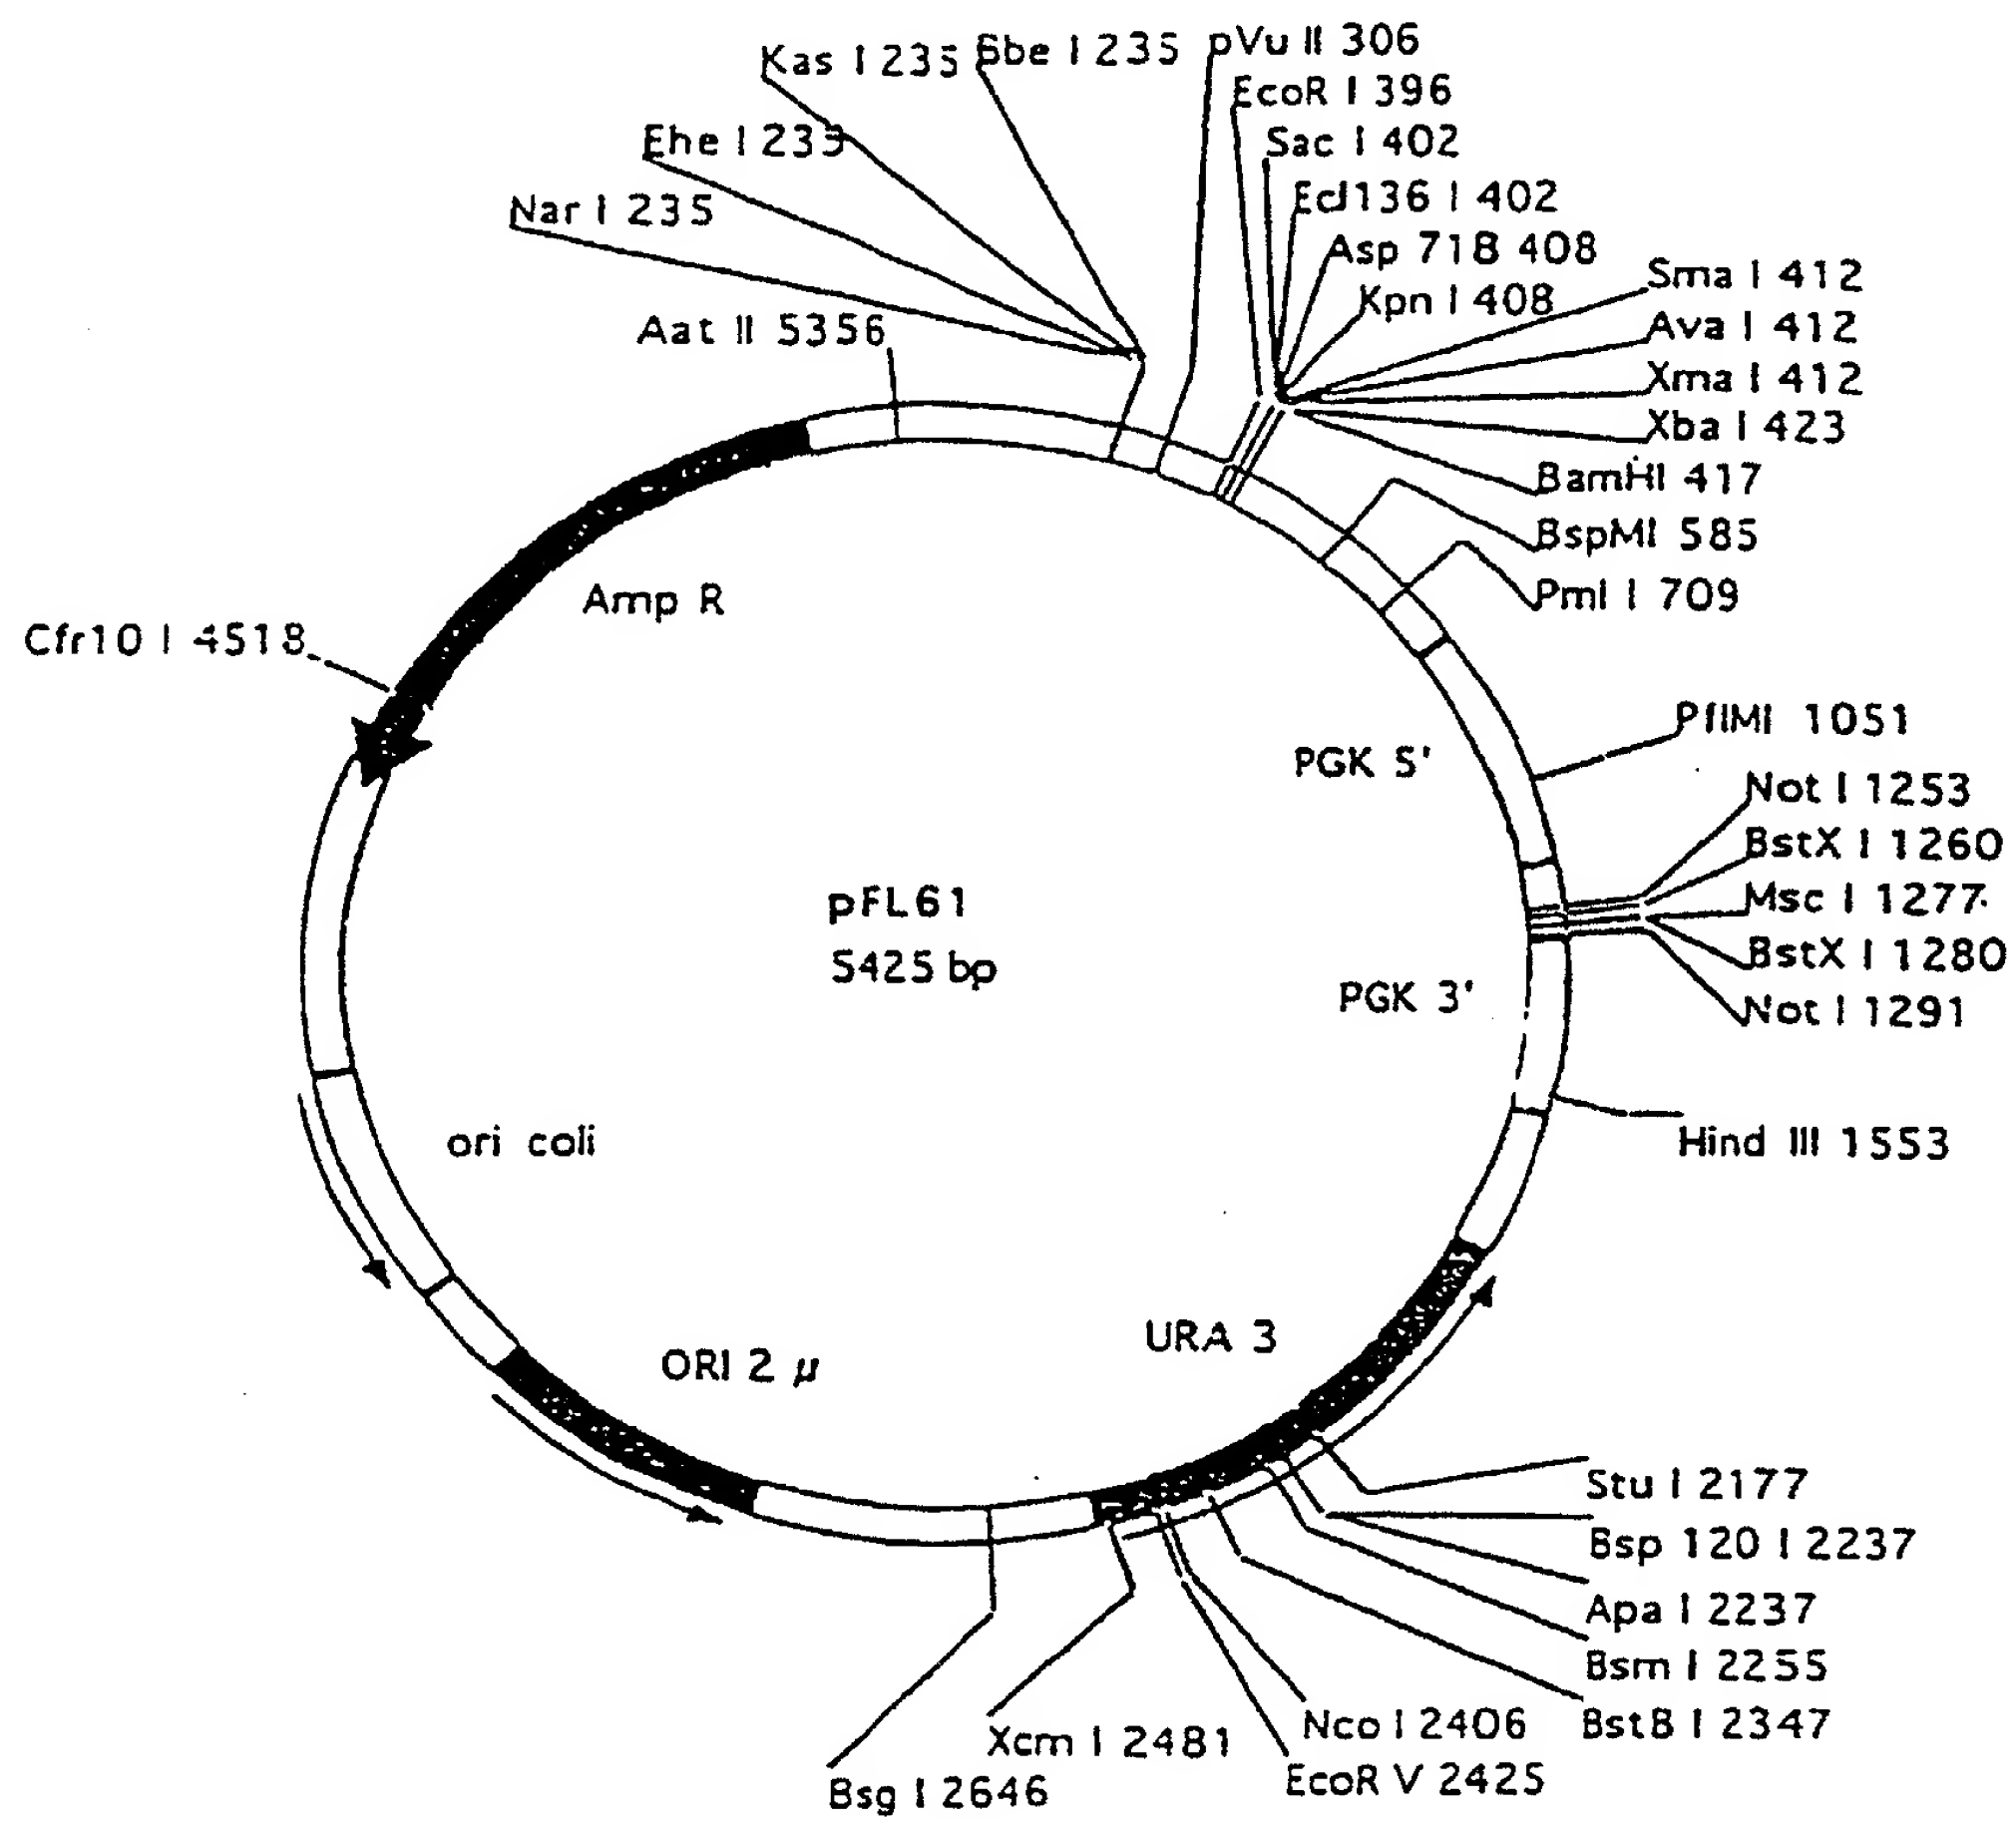 Kas I 235
Bbe I 235
pVu II 306
EcoR I 396
Ehe I 235
Sac I 402
Nar I 235
Ecl136 I 402
Asp 718 408
Aat II 5356
Kpn I 408
Sma I 412
Ava I 412
Xma I 412
Xba I 423
BamHI 417
BspMI 585
Pml I 709
Amp R
Cfr10 I 4518
PflMI 1051
PGK 5'
Not I 1253
BstX I 1260
Msc I 1277
BstX I 1280
Not I 1291
pFL61
5425 bp
PGK 3'
ori coli
Hind III 1553
URA 3
ORI 2 µ
Stu I 2177
Bsp 120 I 2237
Apa I 2237
Bsm I 2255
BstB I 2347
Nco I 2406
EcoR V 2425
Xcm I 2481
Bsg I 2646